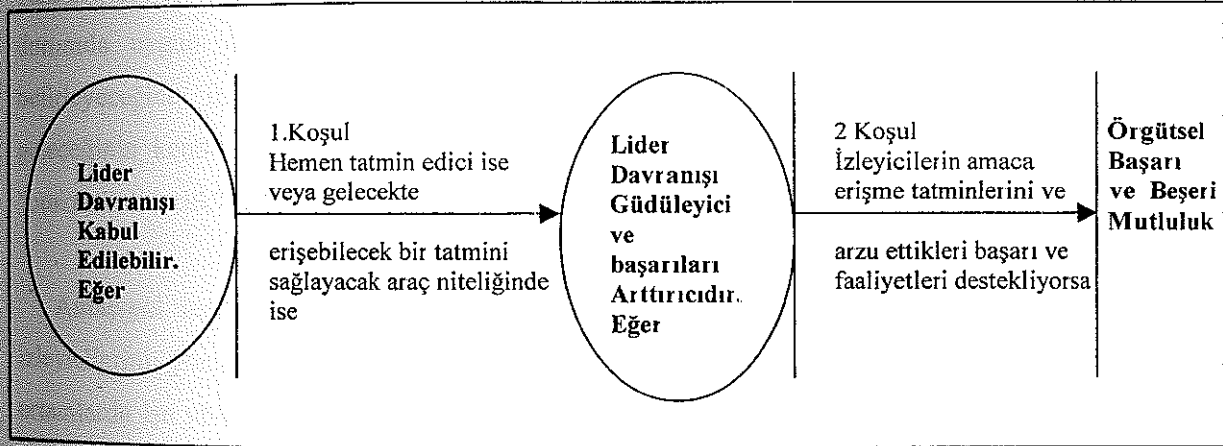 Lider
Davranışı
Kabul
Edilebilir.
Eğer
1.Koşul
Hemen tatmin edici ise
veya gelecekte
erişebilecek bir tatmini
sağlayacak araç niteliğinde
ise
Lider
Davranışı
Güdüleyici
ve
başarıları
Arttırıcıdır.
Eğer
2 Koşul
İzleyicilerin amaca
erişme tatminlerini ve
arzu ettikleri başarı ve
faaliyetleri destekliyorsa
Örgütsel
Başarı
ve Beşeri
Mutluluk